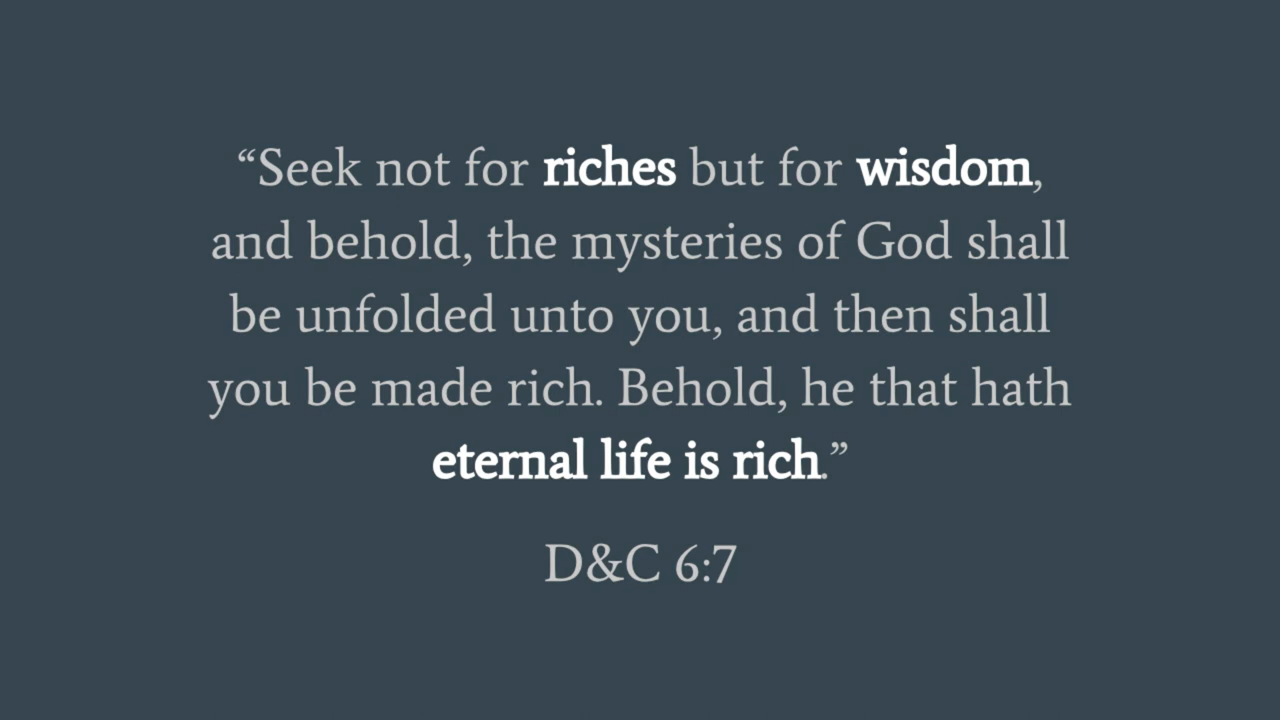 “Seek not for riches but for wisdom,
and behold, the mysteries of God shall
be unfolded unto you, and then shall
you be made rich. Behold, he that hath
eternal life is rich.”
D&C 6:7